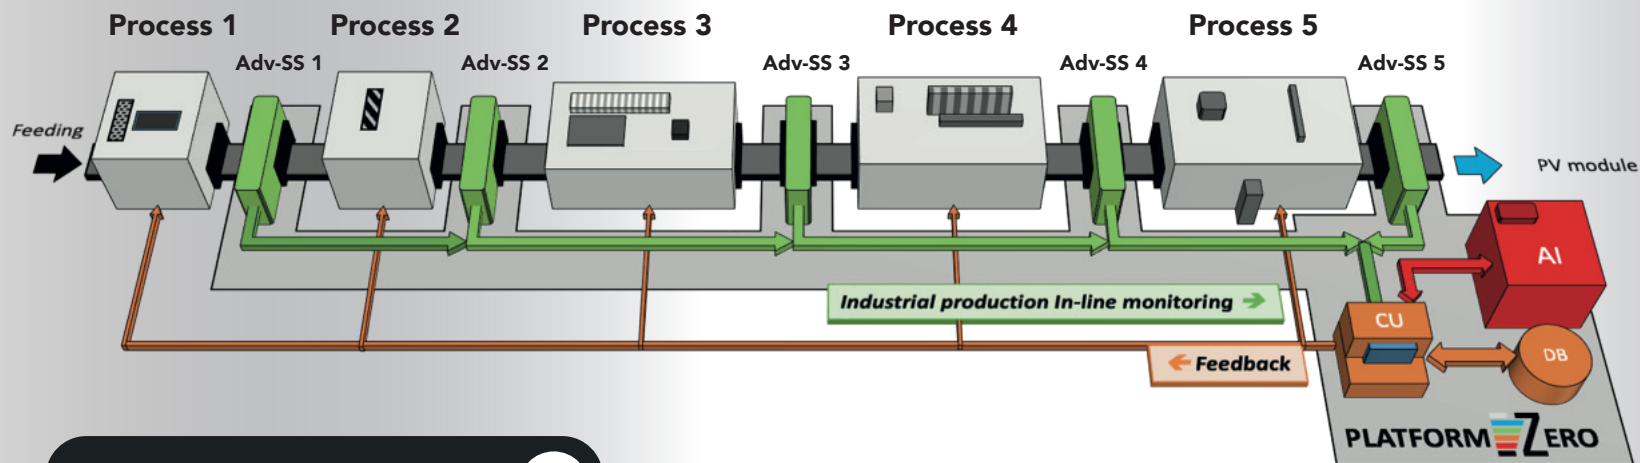 Process 1
Process 2
Process 3
Process 4
Process 5
Adv-SS 1
Adv-SS 2
Adv-SS 3
Adv-SS 4
Adv-SS 5
Feeding
PV module
AI
Industrial production In-line monitoring →
CU
← Feedback
DB
PLATFORM ZERO